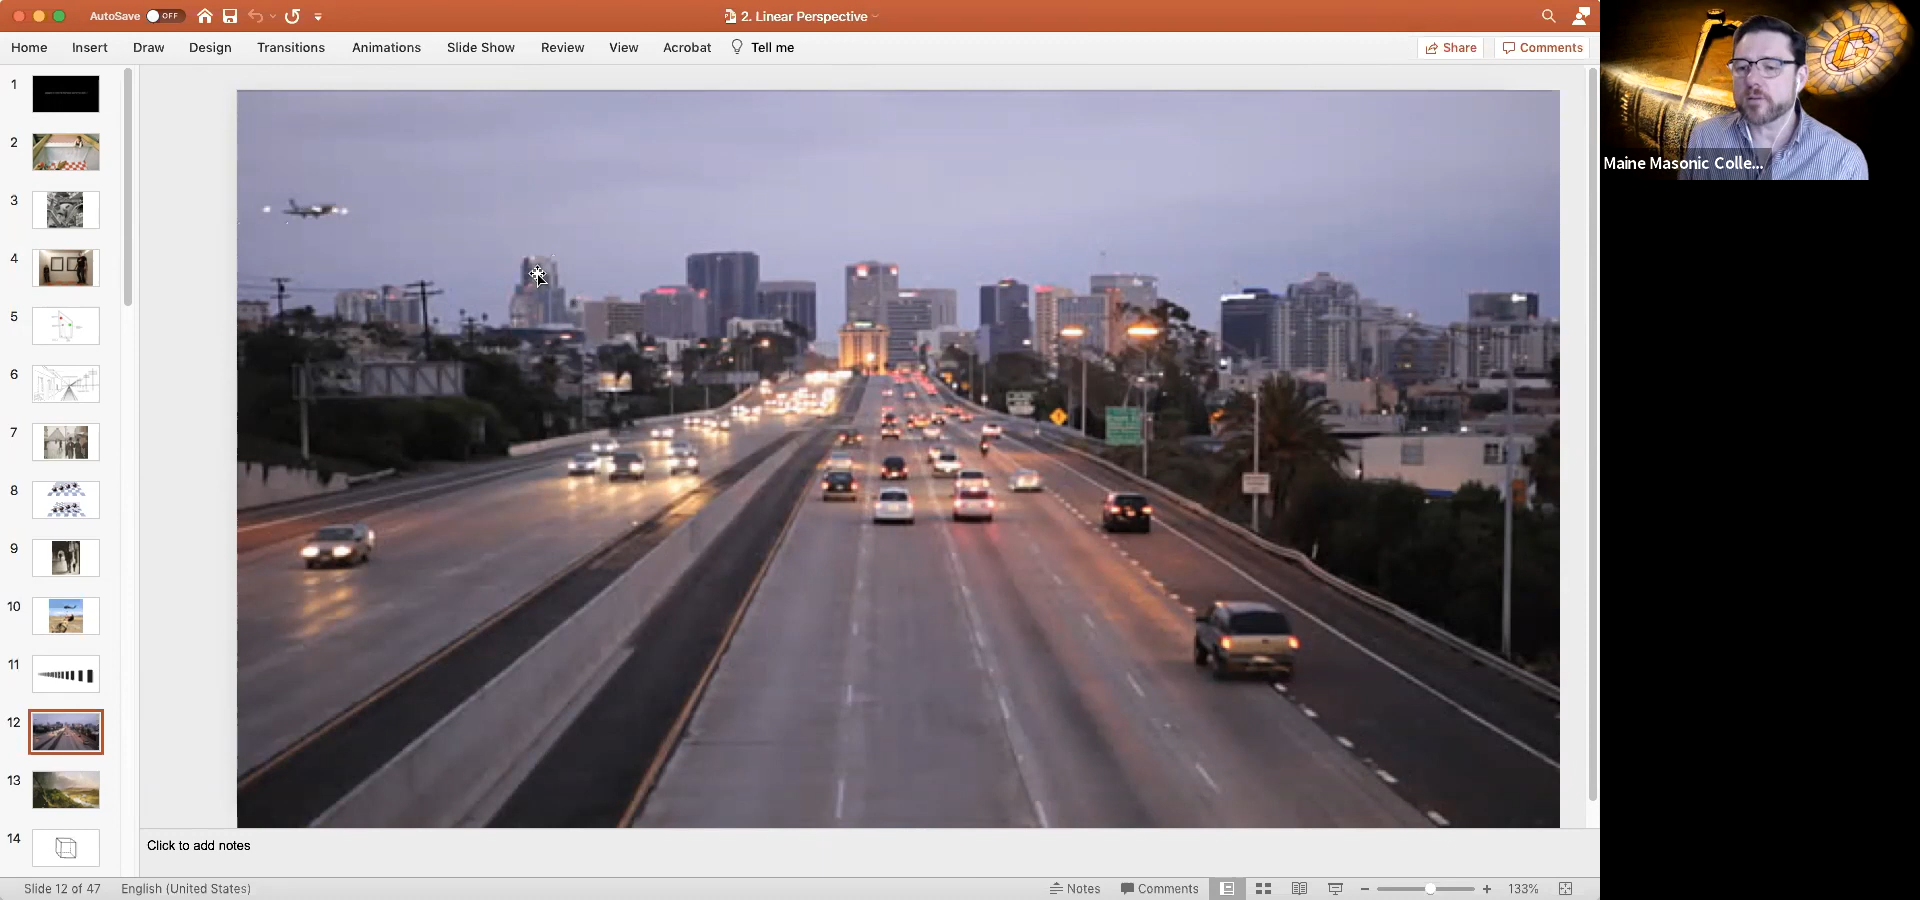 AutoSave OFF 2. Linear Perspective
Home Insert Draw Design Transitions Animations Slide Show Review View Acrobat Tell me Share Comments
1
2
3
4
5
6
7
8
9
10
11
12
13
14
Maine Masonic Colle...
Click to add notes
Slide 12 of 47 English (United States) Notes Comments 133%